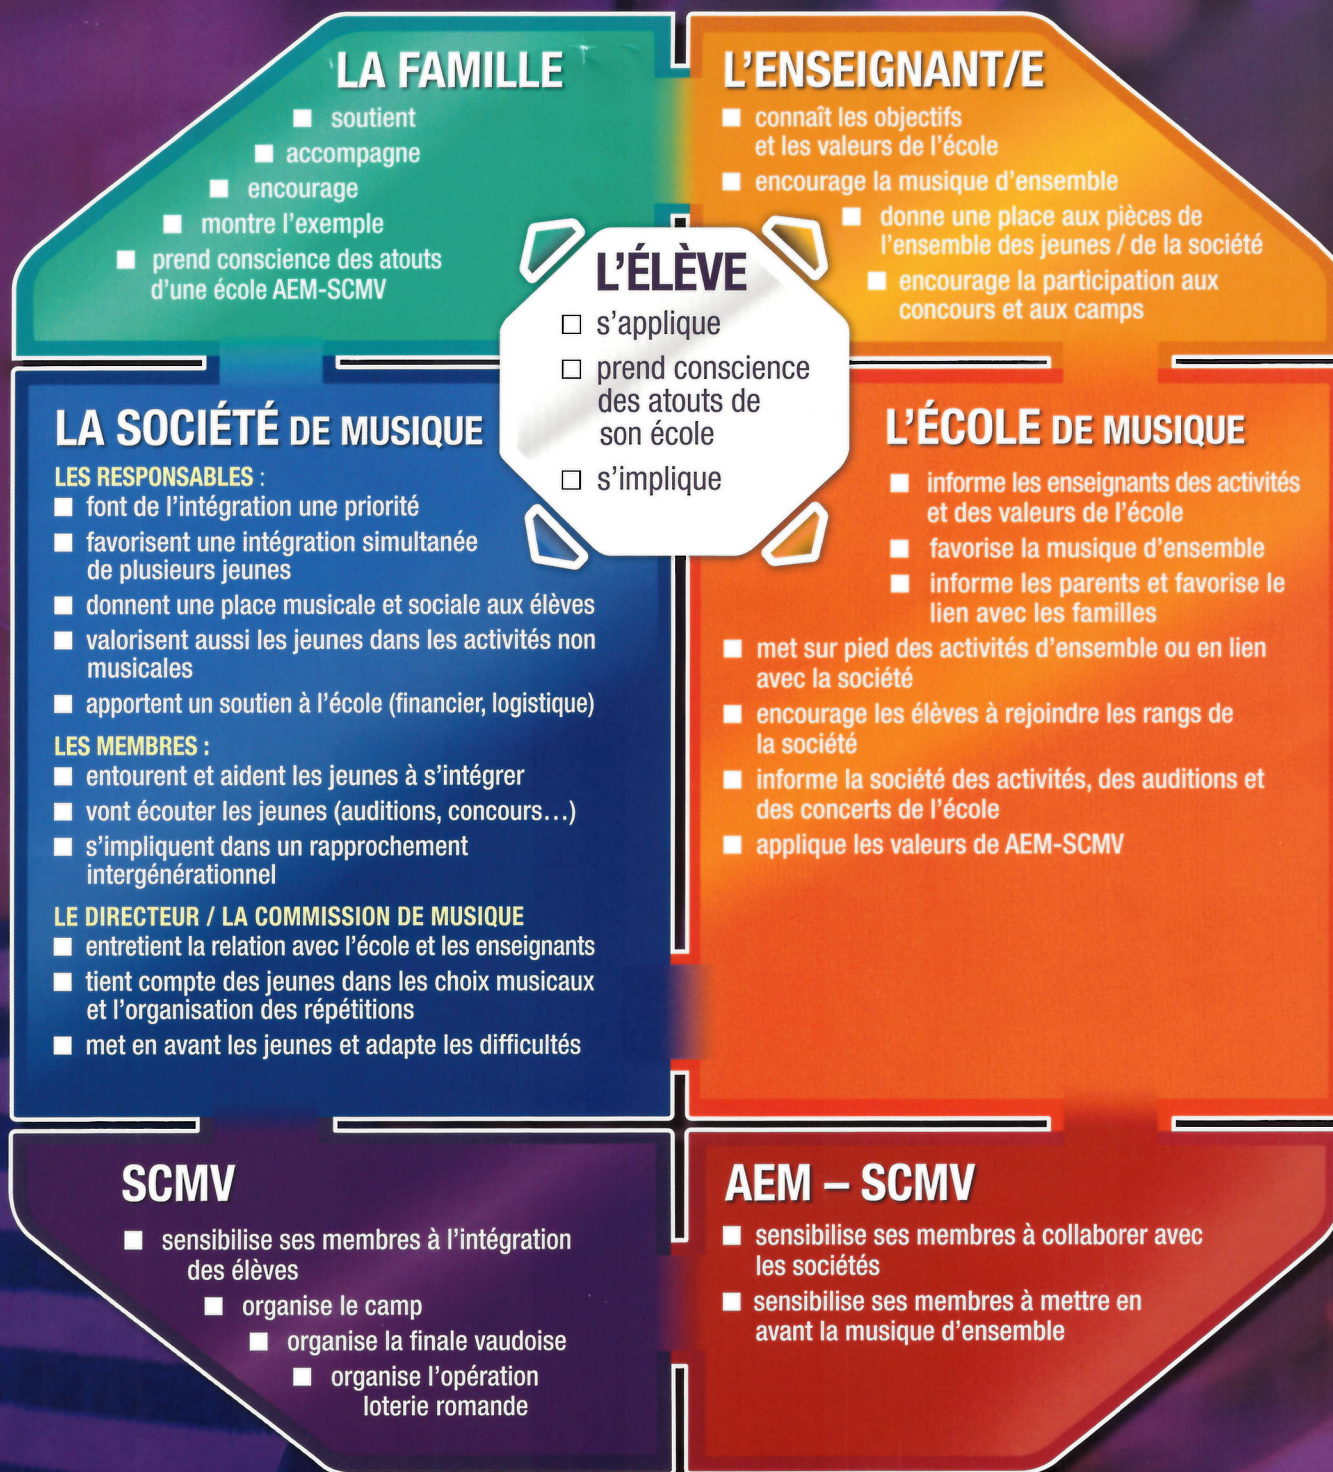 LA FAMILLE
■ soutient
■ accompagne
■ encourage
■ montre l'exemple
■ prend conscience des atouts
d'une école AEM-SCMV
L'ENSEIGNANT/E
■ connaît les objectifs
et les valeurs de l'école
■ encourage la musique d'ensemble
■ donne une place aux pièces de
l'ensemble des jeunes / de la société
■ encourage la participation aux
concours et aux camps
L'ÉLÈVE
□ s'applique
□ prend conscience
des atouts de
son école
□ s'implique
LA SOCIÉTÉ DE MUSIQUE
LES RESPONSABLES :
■ font de l'intégration une priorité
■ favorisent une intégration simultanée
de plusieurs jeunes
■ donnent une place musicale et sociale aux élèves
■ valorisent aussi les jeunes dans les activités non
musicales
■ apportent un soutien à l'école (financier, logistique)
LES MEMBRES :
■ entourent et aident les jeunes à s'intégrer
■ vont écouter les jeunes (auditions, concours...)
■ s'impliquent dans un rapprochement
intergénérationnel
LE DIRECTEUR / LA COMMISSION DE MUSIQUE
■ entretient la relation avec l'école et les enseignants
■ tient compte des jeunes dans les choix musicaux
et l'organisation des répétitions
■ met en avant les jeunes et adapte les difficultés
L'ÉCOLE DE MUSIQUE
■ informe les enseignants des activités
et des valeurs de l'école
■ favorise la musique d'ensemble
■ informe les parents et favorise le
lien avec les familles
■ met sur pied des activités d'ensemble ou en lien
avec la société
■ encourage les élèves à rejoindre les rangs de
la société
■ informe la société des activités, des auditions et
des concerts de l'école
■ applique les valeurs de AEM-SCMV
SCMV
■ sensibilise ses membres à l'intégration
des élèves
■ organise le camp
■ organise la finale vaudoise
■ organise l'opération
loterie romande
AEM – SCMV
■ sensibilise ses membres à collaborer avec
les sociétés
■ sensibilise ses membres à mettre en
avant la musique d'ensemble